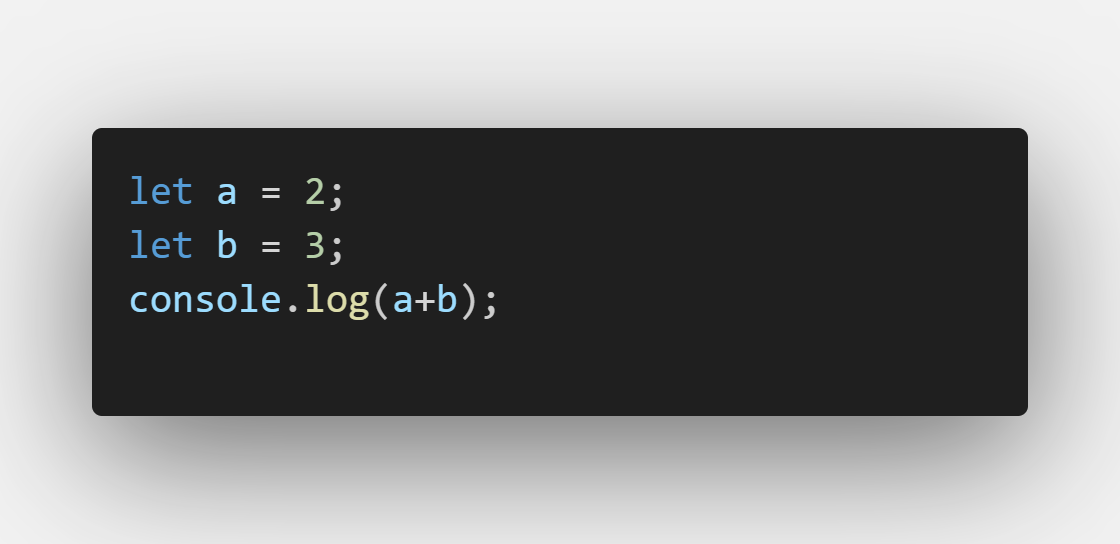 let a = 2;
let b = 3;
console.log(a+b);